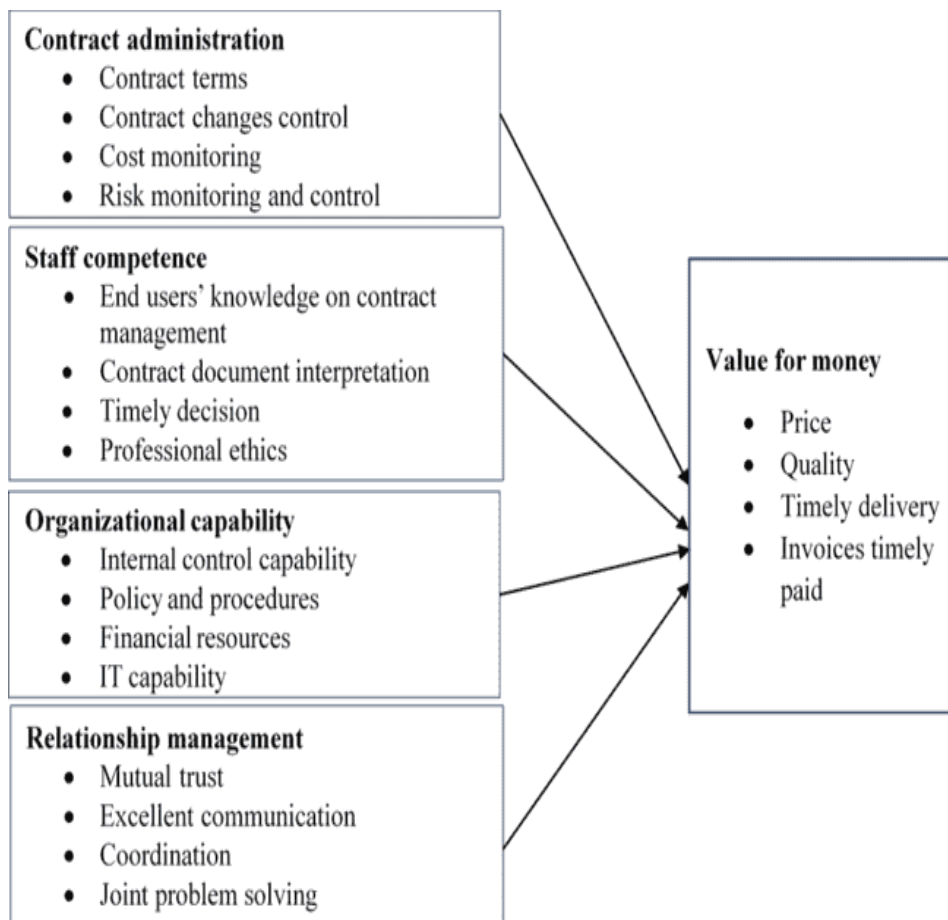 Contract administration
• Contract terms
• Contract changes control
• Cost monitoring
• Risk monitoring and control
Staff competence
• End users’ knowledge on contract
management
• Contract document interpretation
• Timely decision
• Professional ethics
Organizational capability
• Internal control capability
• Policy and procedures
• Financial resources
• IT capability
Relationship management
• Mutual trust
• Excellent communication
• Coordination
• Joint problem solving
Value for money
• Price
• Quality
• Timely delivery
• Invoices timely
paid